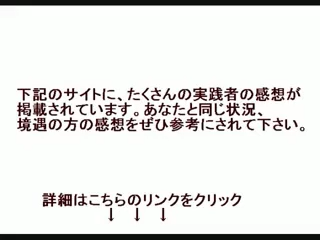 下記のサイトに、たくさんの実践者の感想が
掲載されています。あなたと同じ状況、
境遇の方の感想をぜひ参考にされて下さい。
詳細はこちらのリンクをクリック
↓ ↓ ↓